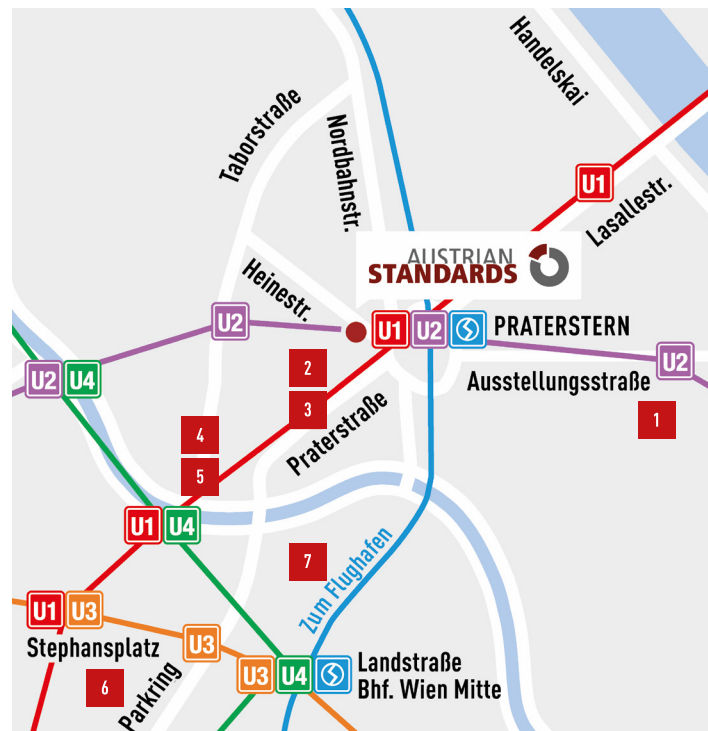 Handelskai
Taborstraße
Nordbahnstr.
U1
Lasallestr.
AUSTRIAN
STANDARDS
Heinestr.
U2
U1 U2 PRATERSTERN
U2
Ausstellungsstraße
U2 U4
2
3
Praterstraße
1
4
5
U1 U4
7
Zum Flughafen
U1 U3
Stephansplatz
U3
U3 U4
Landstraße
Bhf. Wien Mitte
6
Parkring